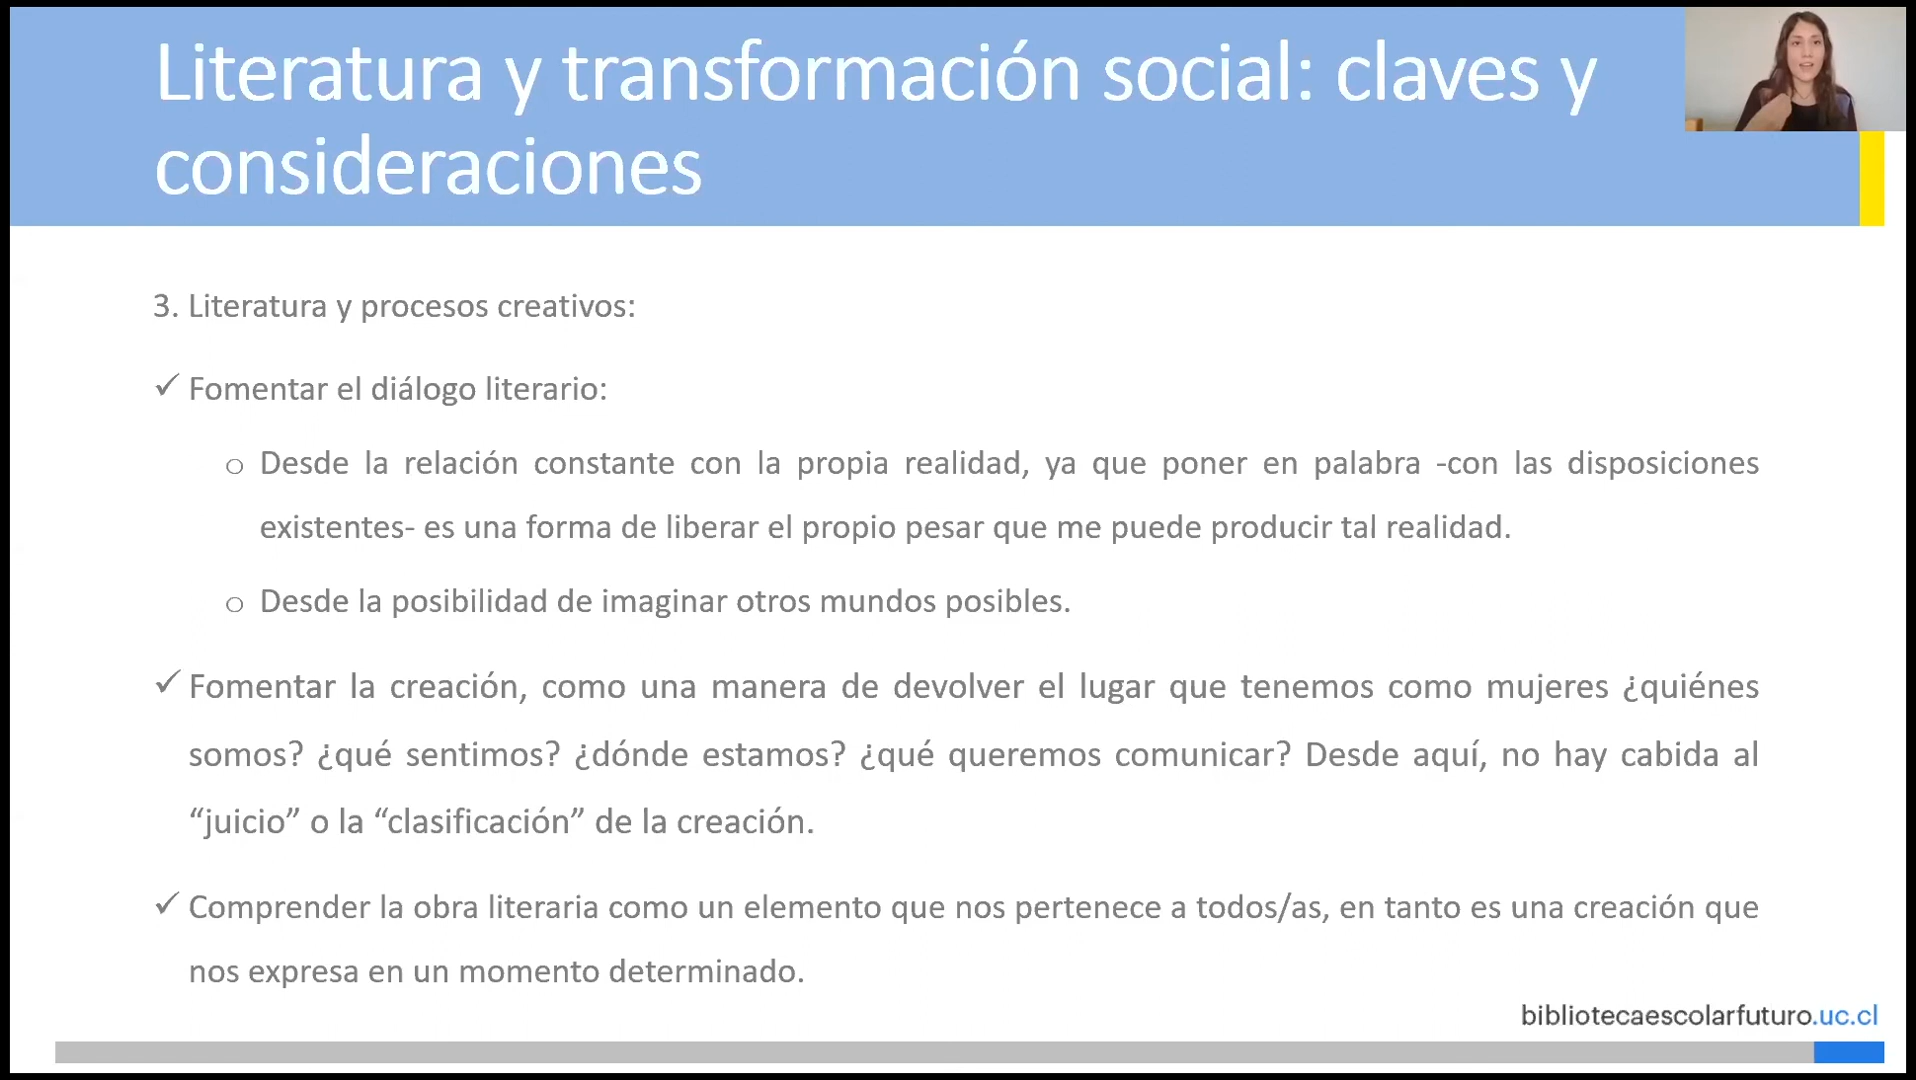 Literatura y transformación social: claves y
consideraciones
3. Literatura y procesos creativos:
✓ Fomentar el diálogo literario:
o Desde la relación constante con la propia realidad, ya que poner en palabra -con las disposiciones
existentes- es una forma de liberar el propio pesar que me puede producir tal realidad.
o Desde la posibilidad de imaginar otros mundos posibles.
✓ Fomentar la creación, como una manera de devolver el lugar que tenemos como mujeres ¿quiénes
somos? ¿qué sentimos? ¿dónde estamos? ¿qué queremos comunicar? Desde aquí, no hay cabida al
“juicio” o la “clasificación” de la creación.
✓ Comprender la obra literaria como un elemento que nos pertenece a todos/as, en tanto es una creación que
nos expresa en un momento determinado.
bibliotecaescolarfuturo.uc.cl